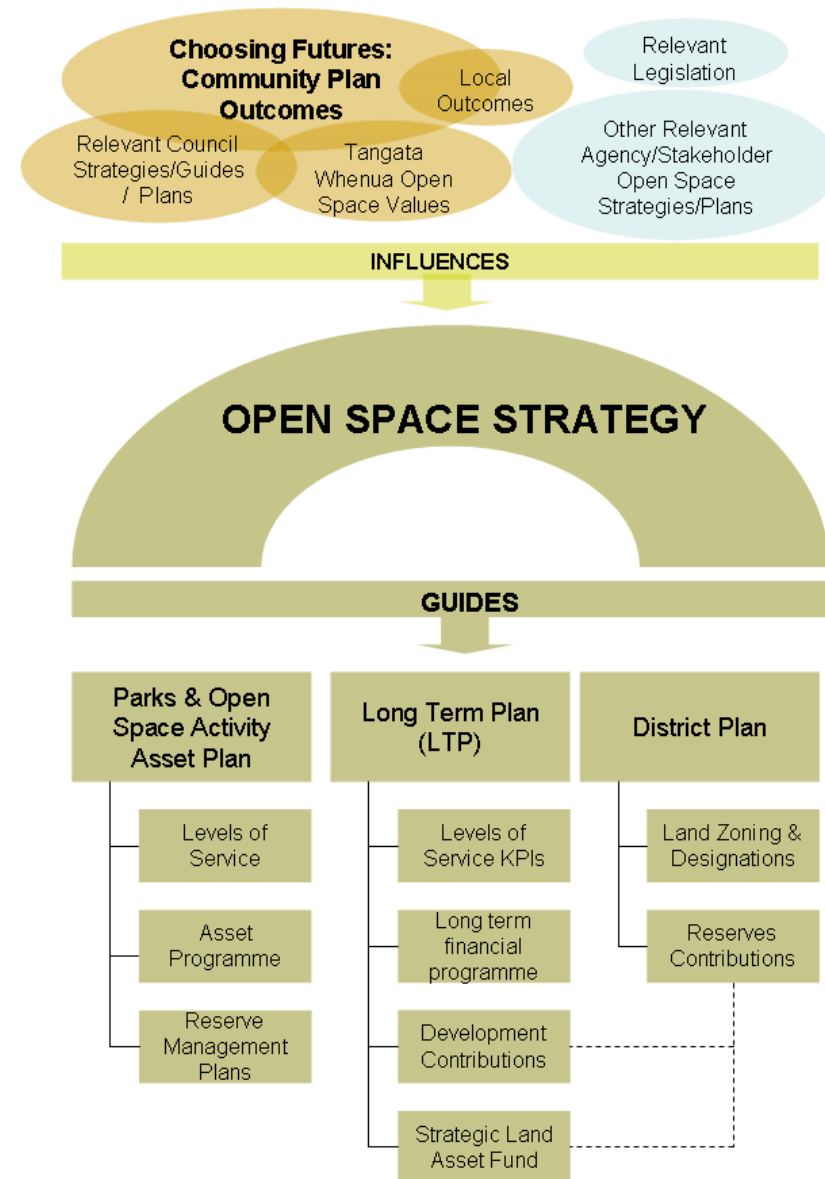 Choosing Futures:
Community Plan
Outcomes
Local
Outcomes
Relevant
Legislation
Relevant Council
Strategies/Guides
/ Plans
Tangata
Whenua Open
Space Values
Other Relevant
Agency/Stakeholder
Open Space
Strategies/Plans
INFLUENCES
OPEN SPACE STRATEGY
GUIDES
Parks & Open
Space Activity
Asset Plan
Levels of
Service
Asset
Programme
Reserve
Management
Plans
Long Term Plan
(LTP)
Levels of
Service KPIs
Long term
financial
programme
Development
Contributions
Strategic Land
Asset Fund
District Plan
Land Zoning &
Designations
Reserves
Contributions